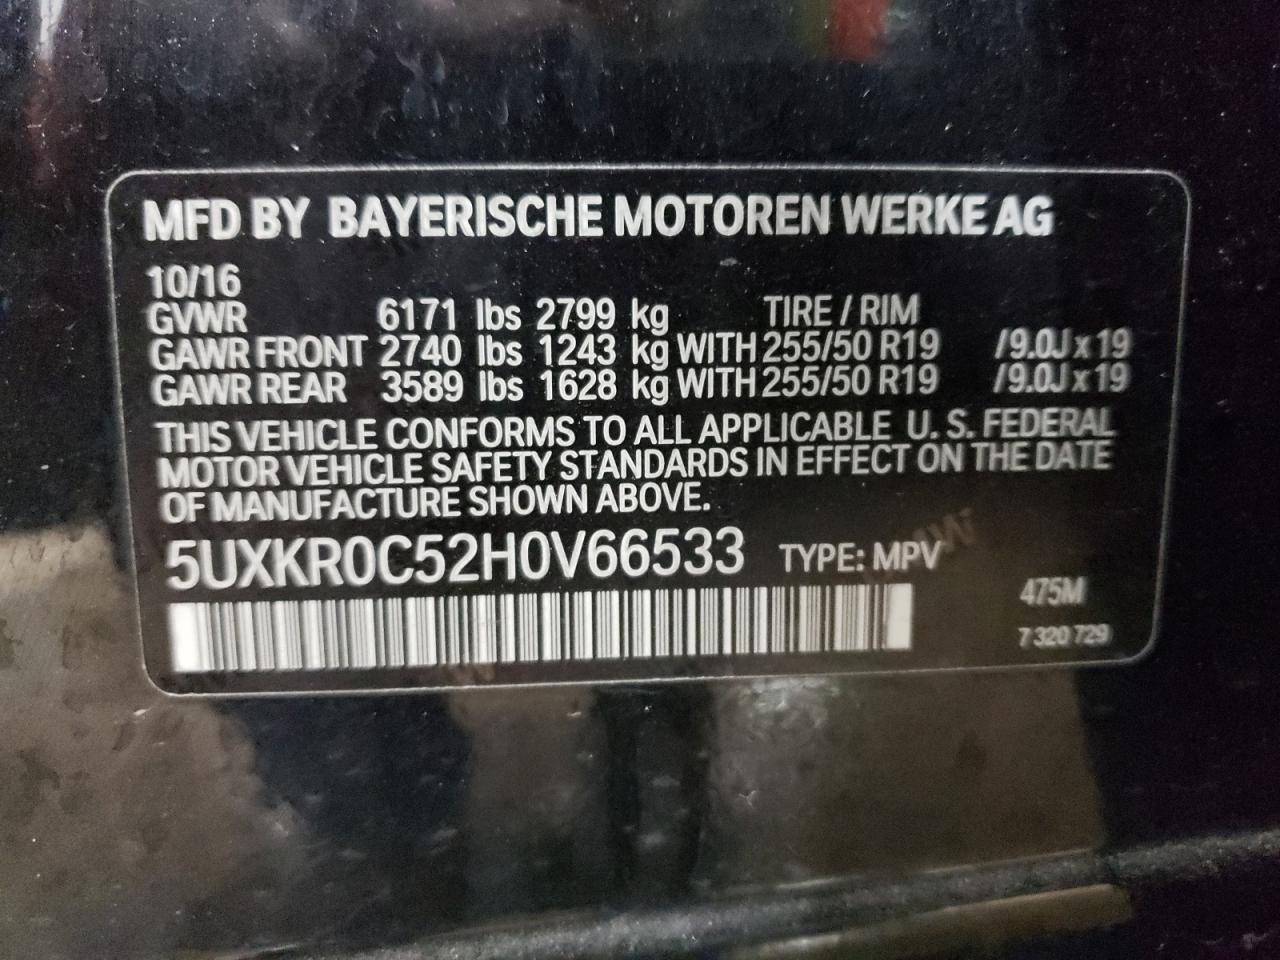 MFD BY BAYERISCHE MOTOREN WERKE AG
10/16
GVWR 6171 lbs 2799 kg TIRE / RIM
GAWR FRONT 2740 lbs 1243 kg WITH 255/50 R19 /9.0J x 19
GAWR REAR 3589 lbs 1628 kg WITH 255/50 R19 /9.0J x 19
THIS VEHICLE CONFORMS TO ALL APPLICABLE U. S. FEDERAL
MOTOR VEHICLE SAFETY STANDARDS IN EFFECT ON THE DATE
OF MANUFACTURE SHOWN ABOVE.
5UXKR0C52H0V66533 TYPE: MPV
475M
7 320 729